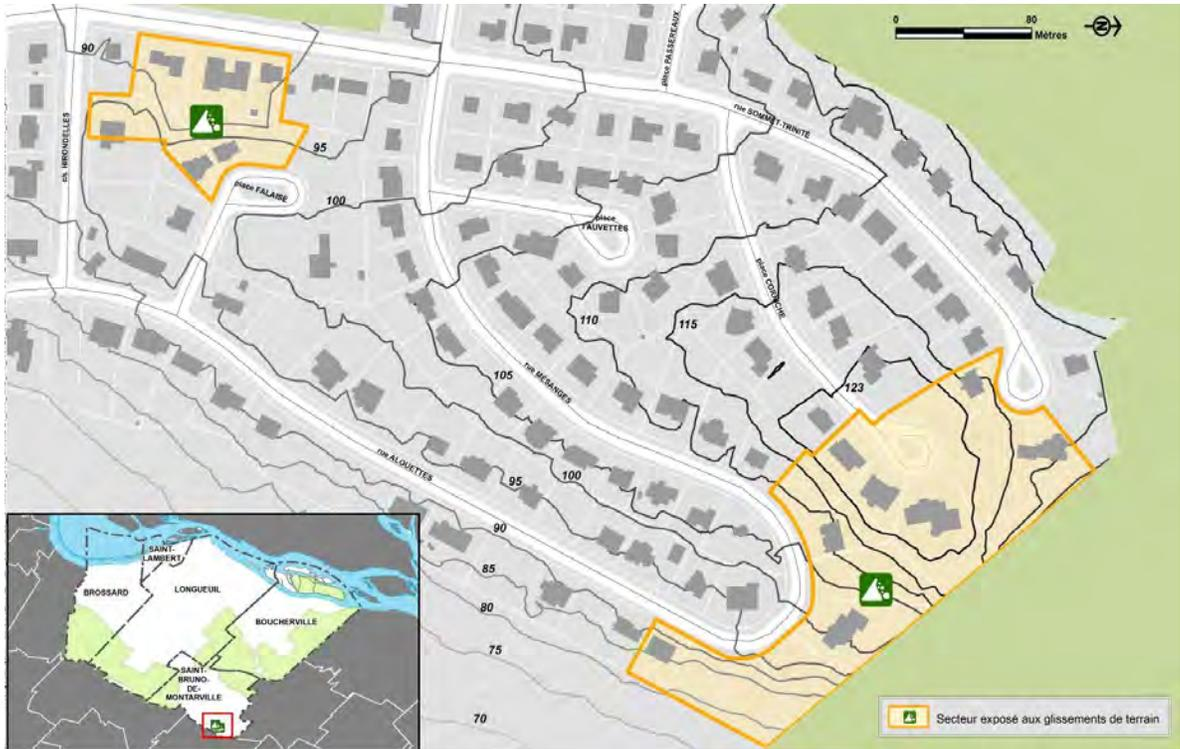 0 80
Mètres
N
90
place PASSEREAUX
rue SOMMET-TRINITÉ
ch. HIRONDELLES
95
place FALAISE
100
place
FAUVETTES
place CORNICHE
110
115
123
105
rue MÉSANGES
rue ALOUETTES
95
100
90
85
80
75
70
SAINT-
LAMBERT
BROSSARD
LONGUEUIL
BOUCHERVILLE
SAINT-
BRUNO-
DE-
MONTARVILLE
Secteur exposé aux glissements de terrain